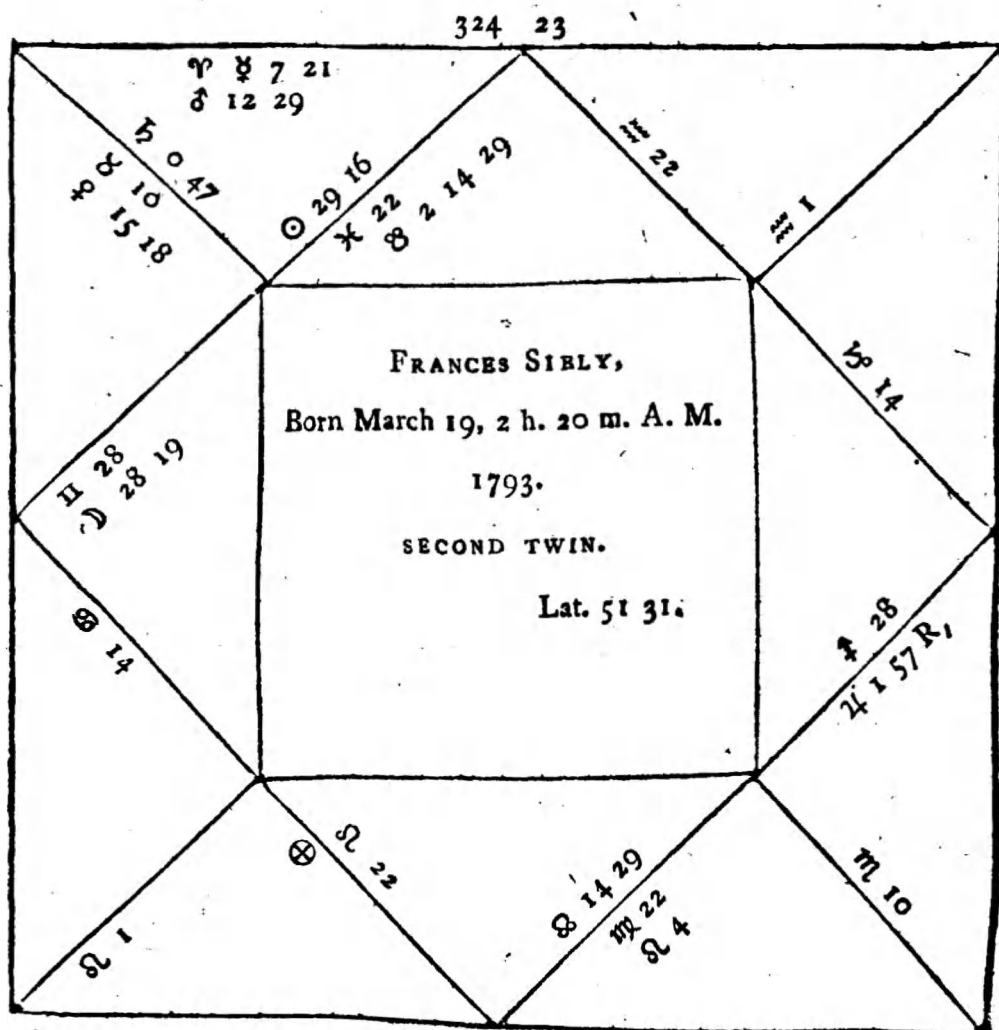 324 23
♈ ☿ 7 21
♂ 12 29
♄ 0 47
♉ 10
♀ 15 18
☉ 29 16
♓ 22
☋ 2 14 29
♒ 22
♒ 1
♑ 14
FRANCES SIBLY,
Born March 19, 2 h. 20 m. A. M.
1793.
SECOND TWIN.
Lat. 51 31.
♊ 28
☽ 28 19
♋ 14
♐ 28
♃ 1 57 R,
♌ 1
⊗ ♌ 22
☊ 14 29
♍ 22
♌ 4
♏ 10